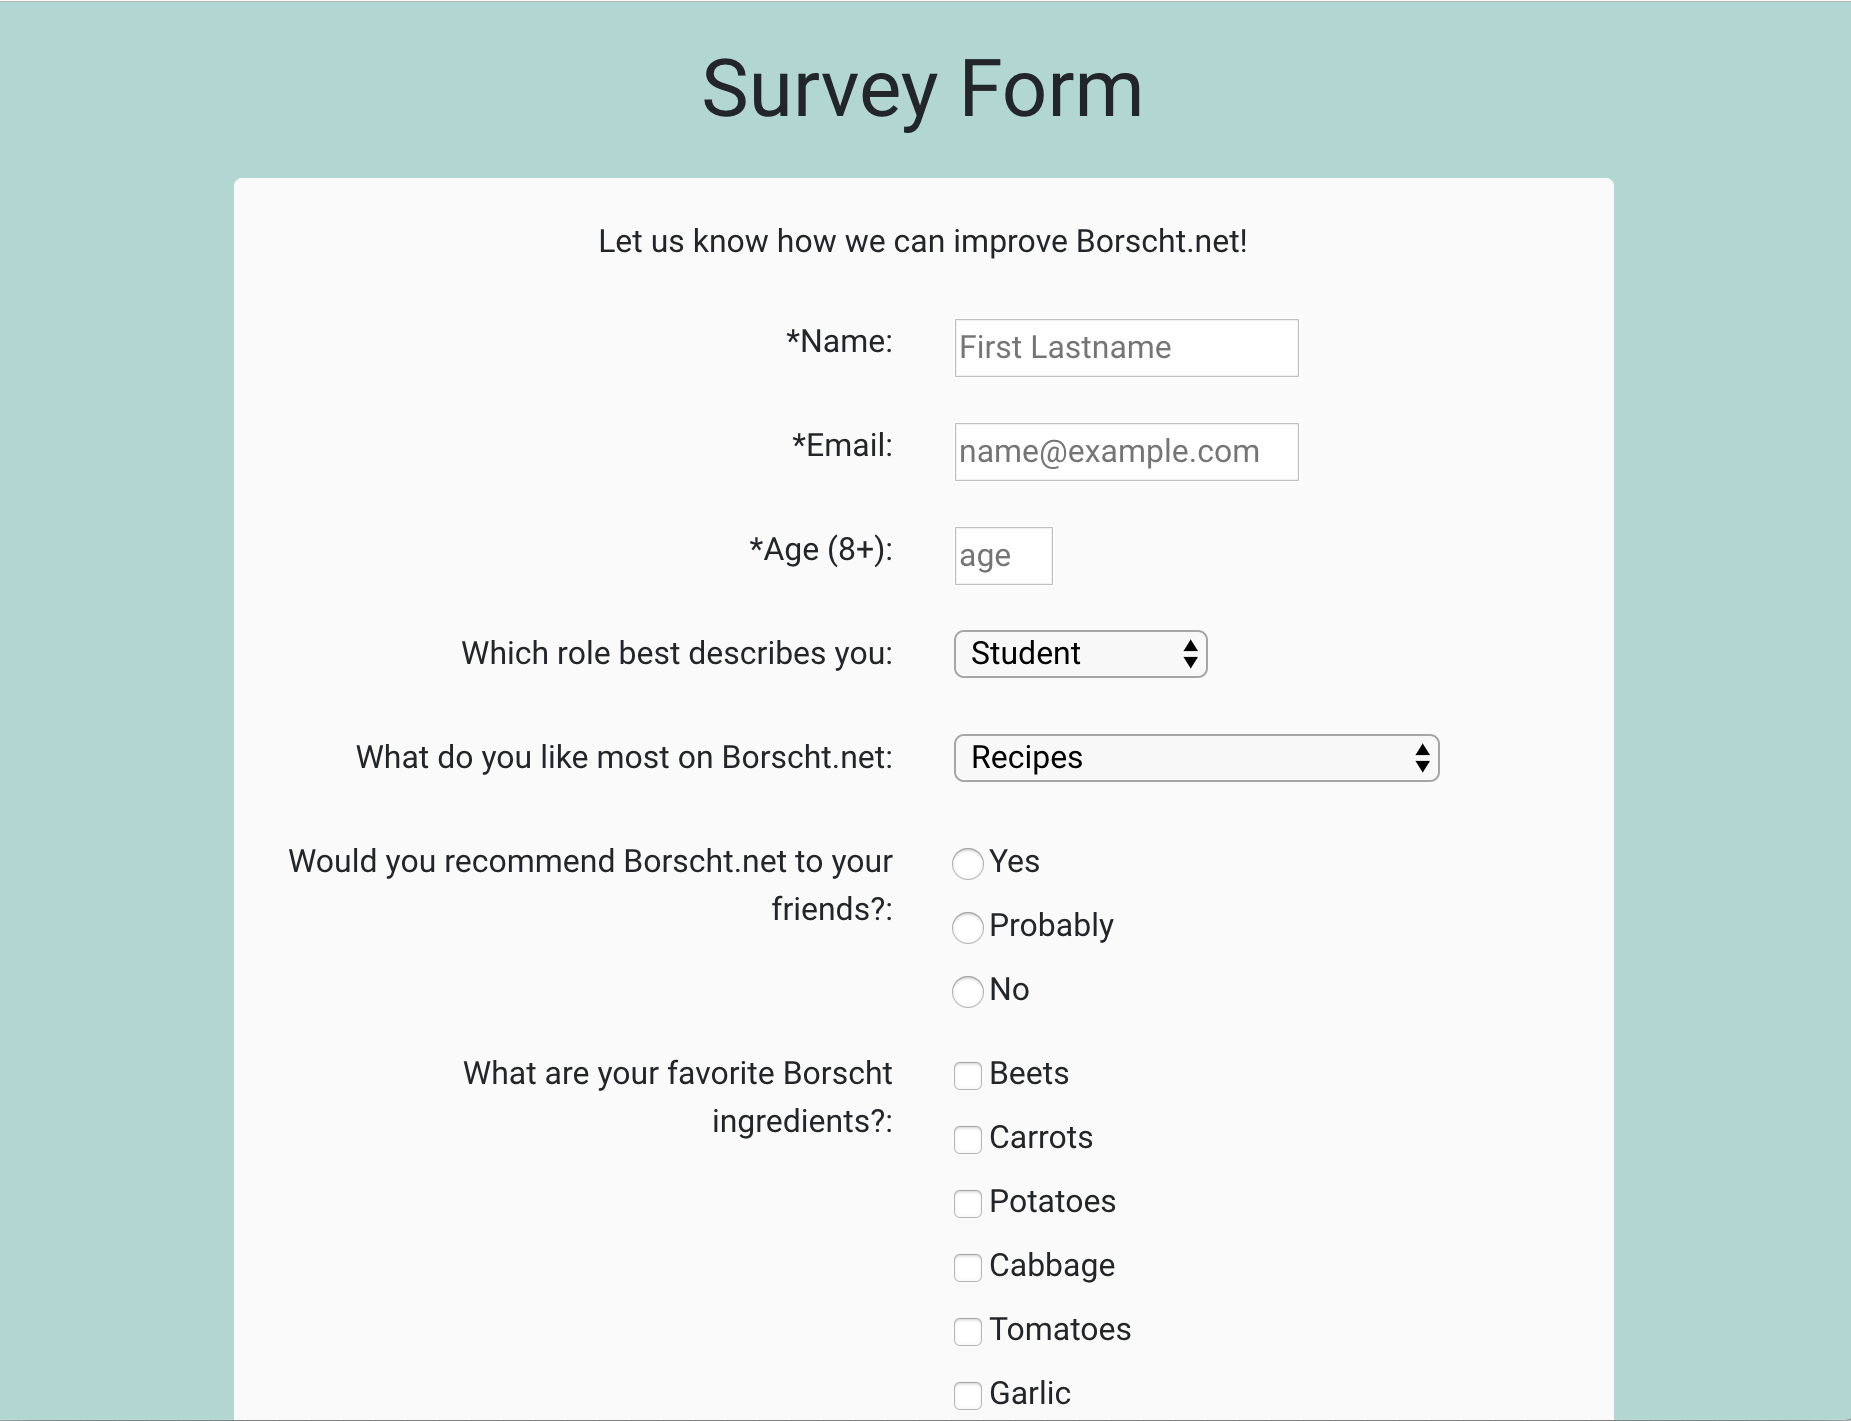 Survey Form
Let us know how we can improve Borscht.net!
*Name: First Lastname
*Email: name@example.com
*Age (8+): age
Which role best describes you: Student
What do you like most on Borscht.net: Recipes
Would you recommend Borscht.net to your
friends?:
Yes
Probably
No
What are your favorite Borscht
ingredients?:
Beets
Carrots
Potatoes
Cabbage
Tomatoes
Garlic